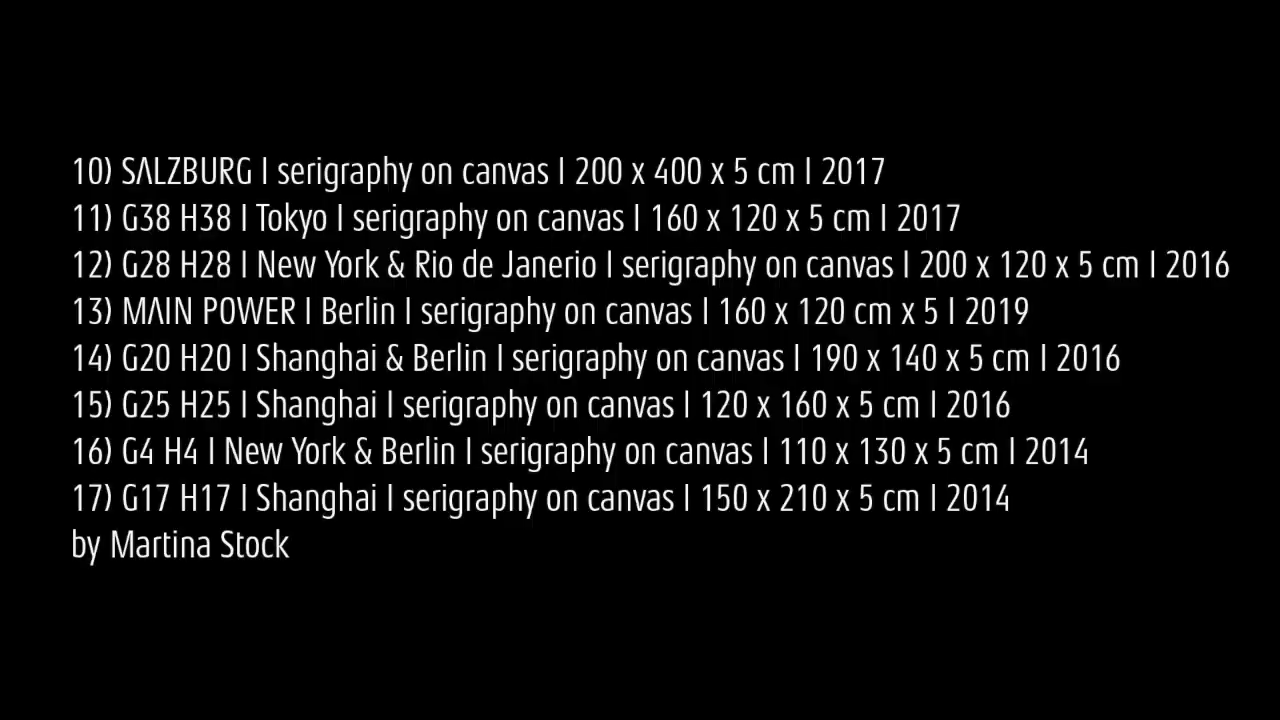 10) SALZBURG I serigraphy on canvas I 200 x 400 x 5 cm I 2017
11) G38 H38 I Tokyo I serigraphy on canvas I 160 x 120 x 5 cm I 2017
12) G28 H28 I New York & Rio de Janerio I serigraphy on canvas I 200 x 120 x 5 cm I 2016
13) MAIN POWER I Berlin I serigraphy on canvas I 160 x 120 cm x 5 I 2019
14) G20 H20 I Shanghai & Berlin I serigraphy on canvas I 190 x 140 x 5 cm I 2016
15) G25 H25 I Shanghai I serigraphy on canvas I 120 x 160 x 5 cm I 2016
16) G4 H4 I New York & Berlin I serigraphy on canvas I 110 x 130 x 5 cm I 2014
17) G17 H17 I Shanghai I serigraphy on canvas I 150 x 210 x 5 cm I 2014
by Martina Stock